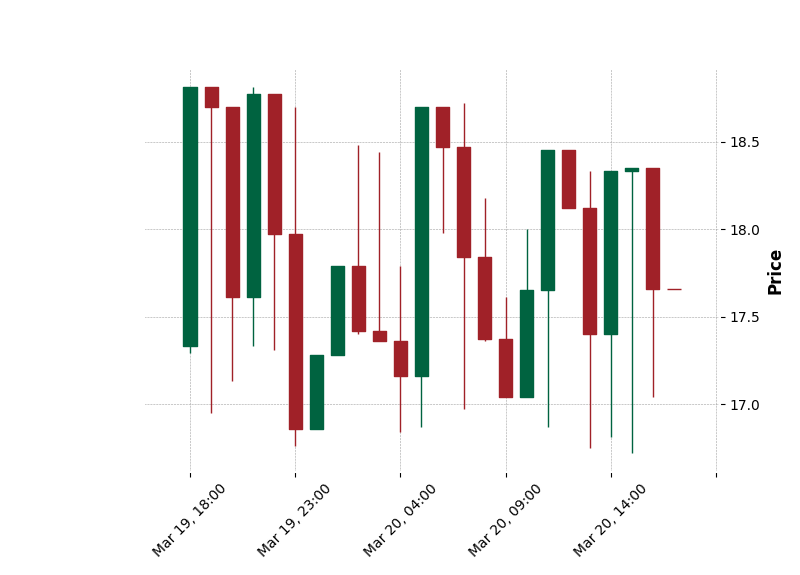 18.5
18.0
17.5
17.0
Price
Mar 19, 18:00
Mar 19, 23:00
Mar 20, 04:00
Mar 20, 09:00
Mar 20, 14:00